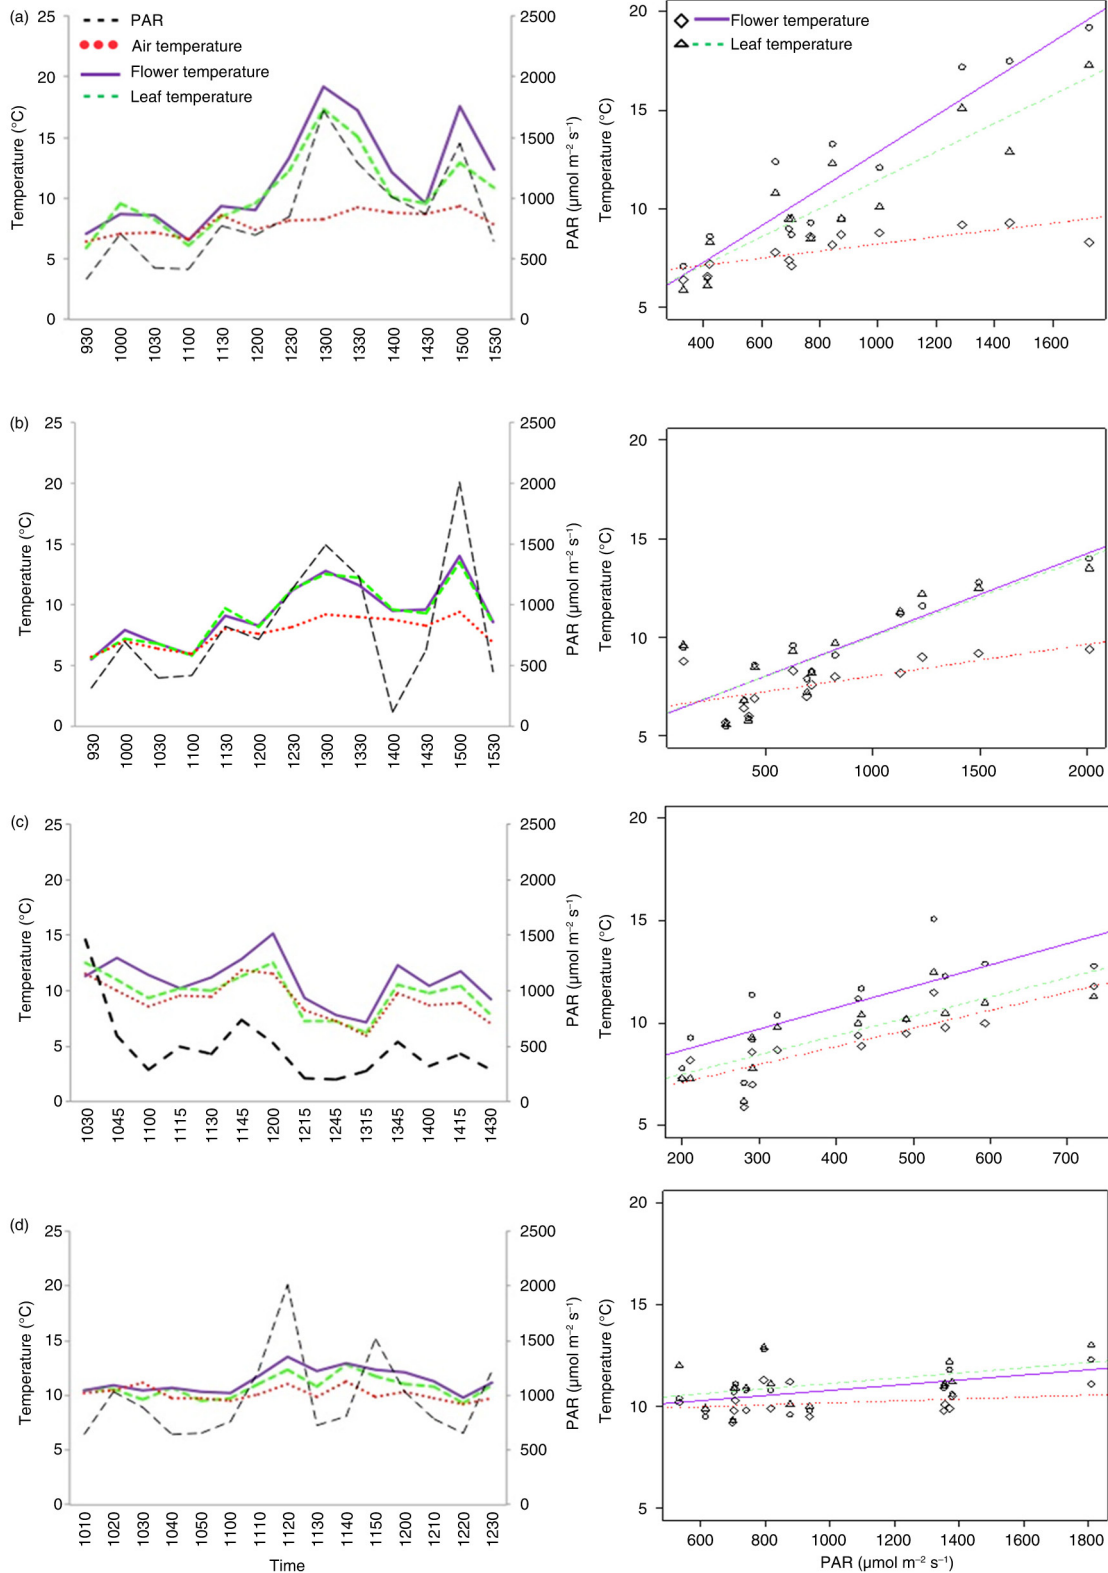 (a)
PAR
Air temperature
Flower temperature
Leaf temperature
Temperature (°C)
25
20
15
10
5
0
930 1000 1030 1100 1130 1200 1230 1300 1330 1400 1430 1500 1530
2500
2000
1500
1000
500
0
PAR (µmol m⁻² s⁻¹)
Flower temperature
Leaf temperature
Temperature (°C)
20
15
10
5
400 600 800 1000 1200 1400 1600
(b)
Temperature (°C)
25
20
15
10
5
0
930 1000 1030 1100 1130 1200 1230 1300 1330 1400 1430 1500 1530
2500
2000
1500
1000
500
0
PAR (µmol m⁻² s⁻¹)
Temperature (°C)
20
15
10
5
500 1000 1500 2000
(c)
Temperature (°C)
25
20
15
10
5
0
1030 1045 1100 1115 1130 1145 1200 1215 1245 1315 1345 1400 1415 1430
2500
2000
1500
1000
500
0
PAR (µmol m⁻² s⁻¹)
Temperature (°C)
20
15
10
5
200 300 400 500 600 700
(d)
Temperature (°C)
25
20
15
10
5
0
1010 1020 1030 1040 1050 1100 1110 1120 1130 1140 1150 1200 1210 1220 1230
Time
2500
2000
1500
1000
500
0
PAR (µmol m⁻² s⁻¹)
Temperature (°C)
20
15
10
5
600 800 1000 1200 1400 1600 1800
PAR (µmol m⁻² s⁻¹)